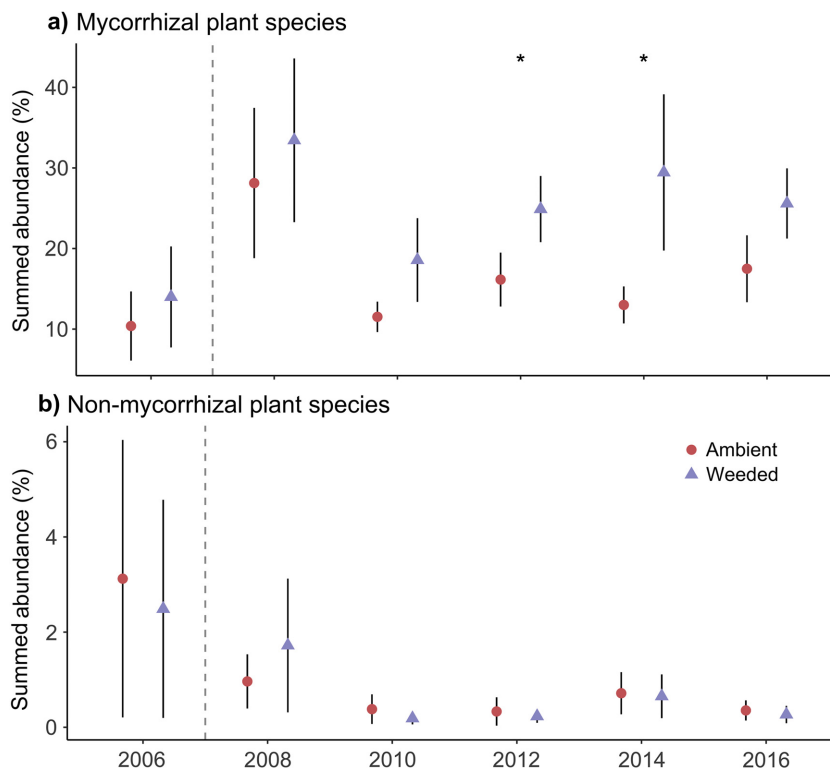 a) Mycorrhizal plant species
*
*
40
30
20
10
Summed abundance (%)
b) Non-mycorrhizal plant species
6
4
2
0
Summed abundance (%)
Ambient
Weeded
2006 2008 2010 2012 2014 2016